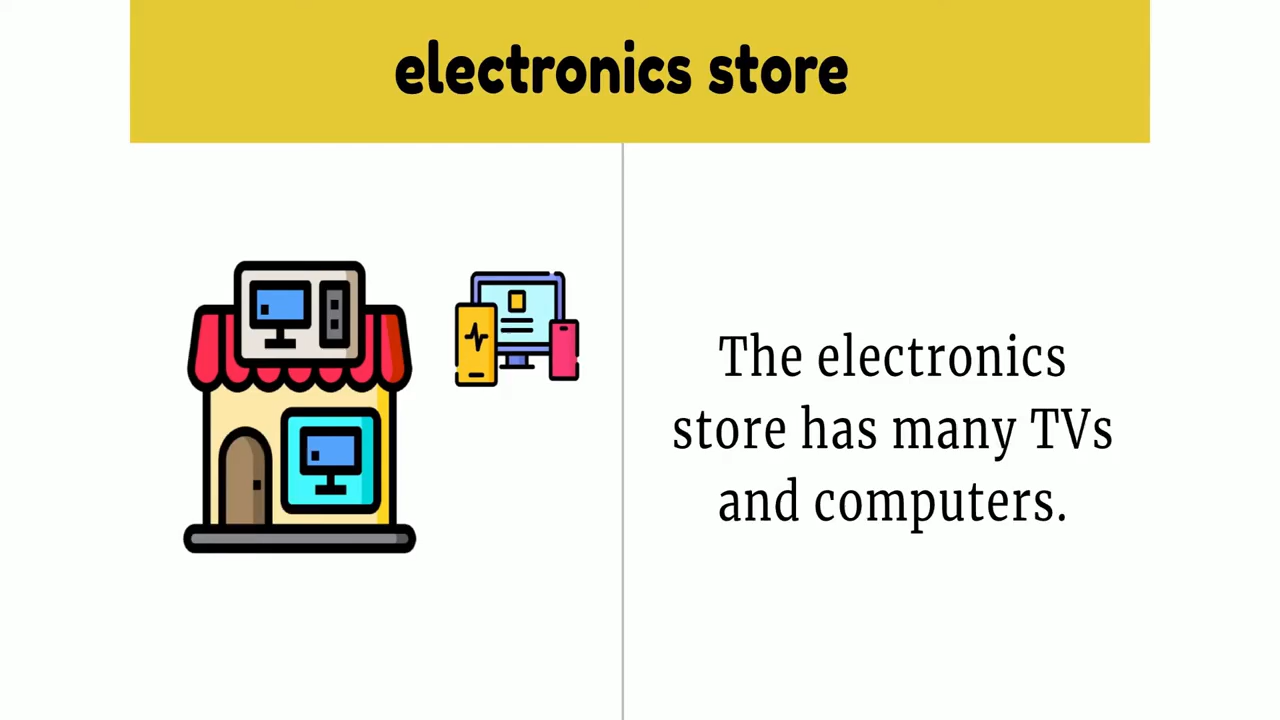 electronics store
The electronics
store has many TVs
and computers.